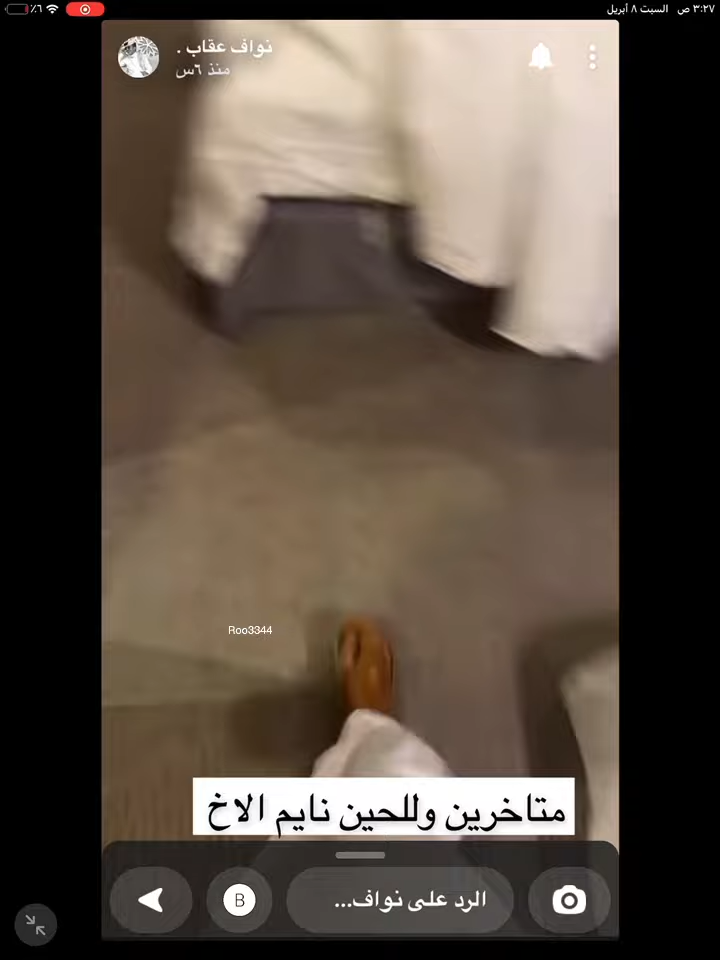 ٣:٢٧ ص السبت ٨ أبريل
٪٦
نواف عقاب .
منذ ٦س
Roo3344
متاخرين وللحين نايم الاخ
الرد على نواف...
B